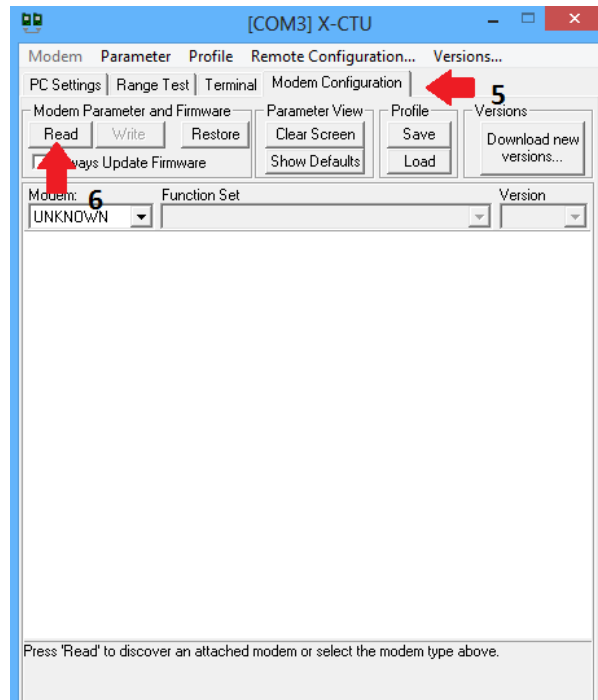 [COM3] X-CTU
Modem Parameter Profile Remote Configuration... Versions...
PC Settings Range Test Terminal Modem Configuration
5
Modem Parameter and Firmware Parameter View Profile Versions
Read Write Restore Clear Screen Save Download new versions...
ways Update Firmware Show Defaults Load
6
Modem: Function Set Version
UNKNOWN
Press 'Read' to discover an attached modem or select the modem type above.